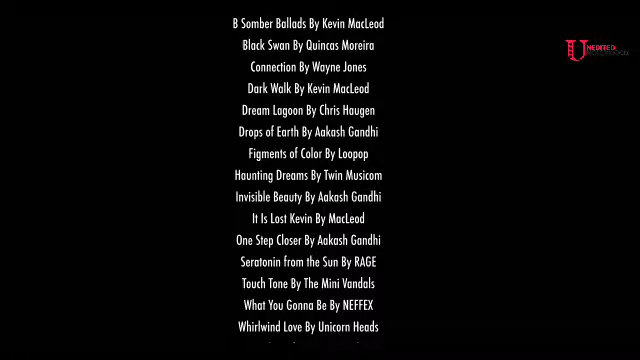 B Somber Ballads By Kevin MacLeod
Black Swan By Quincas Moreira
Connection By Wayne Jones
Dark Walk By Kevin MacLeod
Dream Lagoon By Chris Haugen
Drops of Earth By Aakash Gandhi
Figments of Color By Loopop
Haunting Dreams By Twin Musicom
Invisible Beauty By Aakash Gandhi
It Is Lost Kevin By MacLeod
One Step Closer By Aakash Gandhi
Seratonin from the Sun By RAGE
Touch Tone By The Mini Vandals
What You Gonna Be By NEFFEX
Whirlwind Love By Unicorn Heads
UNEDITED